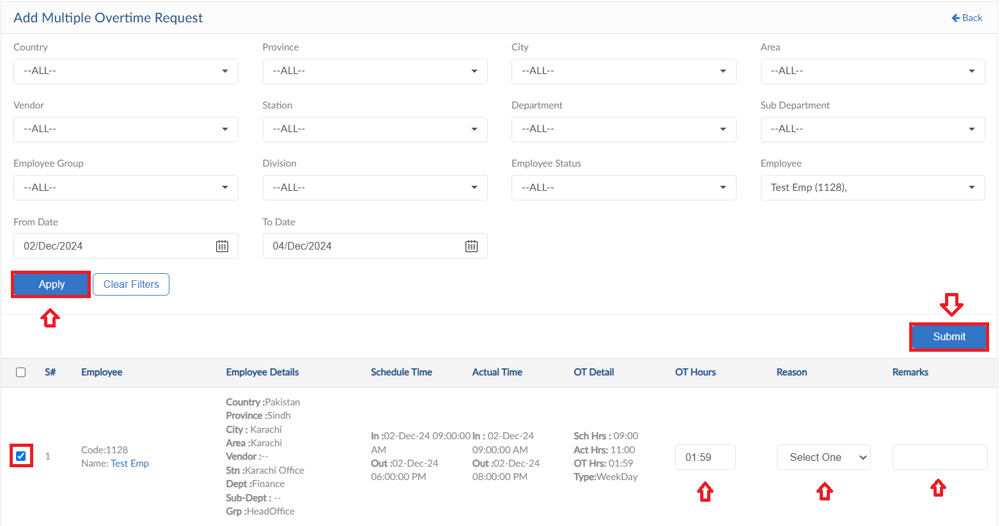 Add Multiple Overtime Request
Back
Country
Province
City
Area
--ALL--
--ALL--
--ALL--
--ALL--
Vendor
Station
Department
Sub Department
--ALL--
--ALL--
--ALL--
--ALL--
Employee Group
Division
Employee Status
Employee
--ALL--
--ALL--
--ALL--
Test Emp (1128),
From Date
To Date
02/Dec/2024
04/Dec/2024
Apply
Clear Filters
Submit
S#
Employee
Employee Details
Schedule Time
Actual Time
OT Detail
OT Hours
Reason
Remarks
1
Code:1128
Name: Test Emp
Country :Pakistan
Province :Sindh
City : Karachi
Area :Karachi
Vendor :--
Stn :Karachi Office
Dept :Finance
Sub-Dept : --
Grp :HeadOffice
In :02-Dec-24 09:00:00
AM
Out :02-Dec-24
06:00:00 PM
In : 02-Dec-24
09:00:00 AM
Out :02-Dec-24
08:00:00 PM
Sch Hrs : 09:00
Act Hrs: 11:00
OT Hrs: 01:59
Type:WeekDay
01:59
Select One